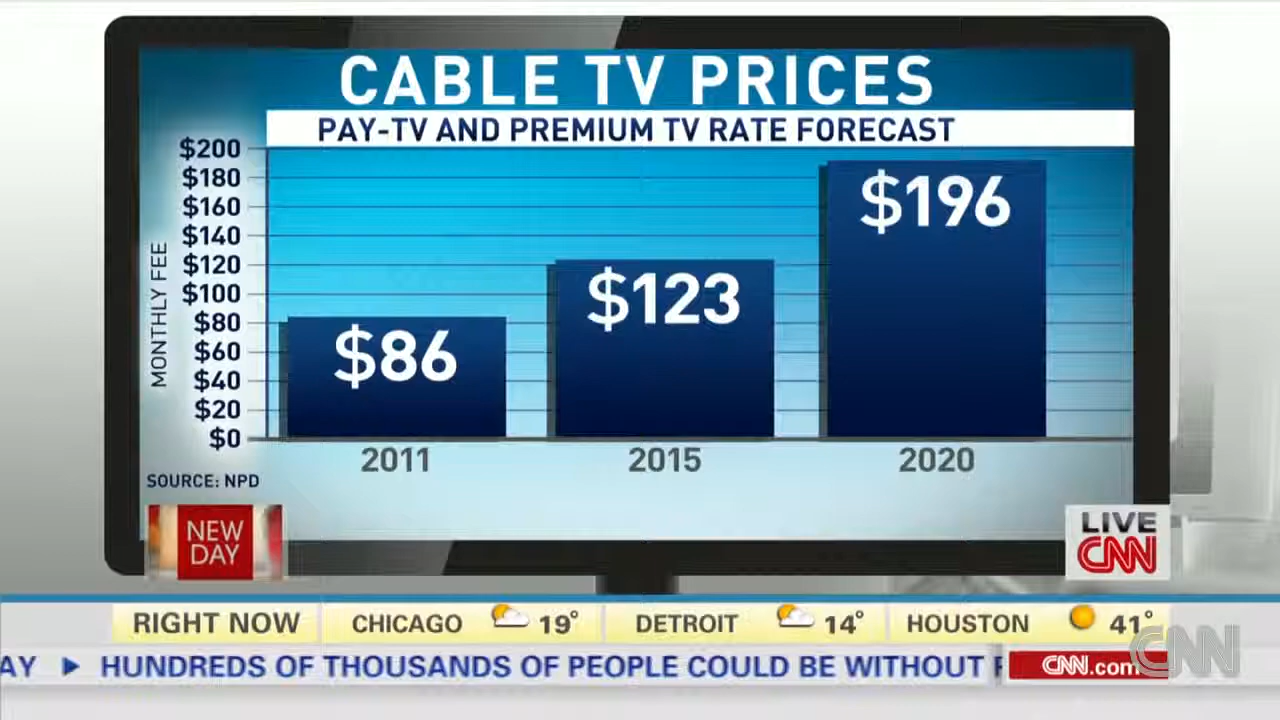 CABLE TV PRICES
PAY-TV AND PREMIUM TV RATE FORECAST
MONTHLY FEE
$200
$180
$160
$140
$120
$100
$80
$60
$40
$20
$0
$86
$123
$196
2011 2015 2020
SOURCE: NPD
NEW
DAY
LIVE
CNN
RIGHT NOW CHICAGO 19° DETROIT 14° HOUSTON 41°
AY HUNDREDS OF THOUSANDS OF PEOPLE COULD BE WITHOUT
CNN.com
CNN